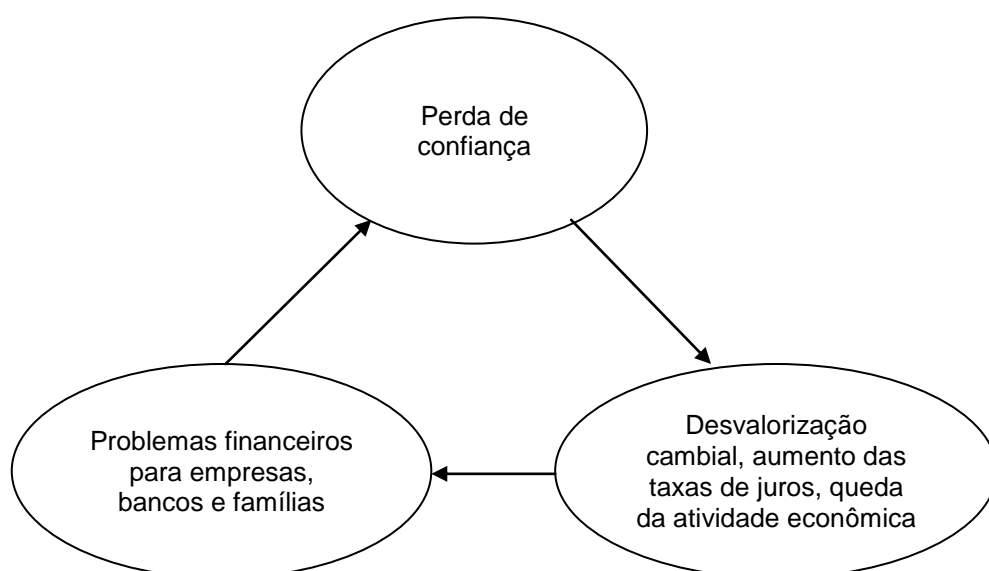 Perda de
confiança
Problemas financeiros
para empresas,
bancos e famílias
Desvalorização
cambial, aumento das
taxas de juros, queda
da atividade econômica